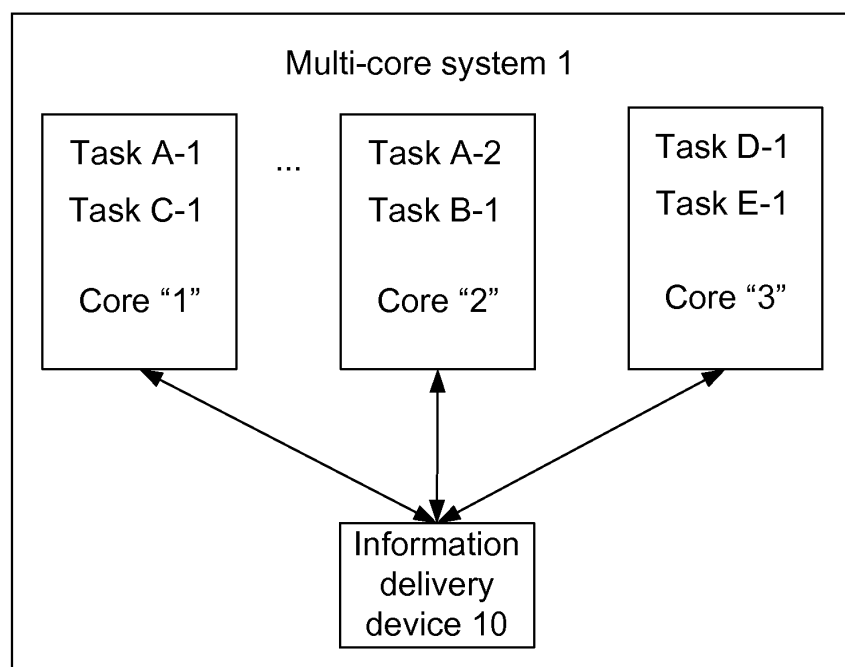 Multi-core system 1
Task A-1
Task C-1
Core “1”
...
Task A-2
Task B-1
Core “2”
Task D-1
Task E-1
Core “3”
Information
delivery
device 10